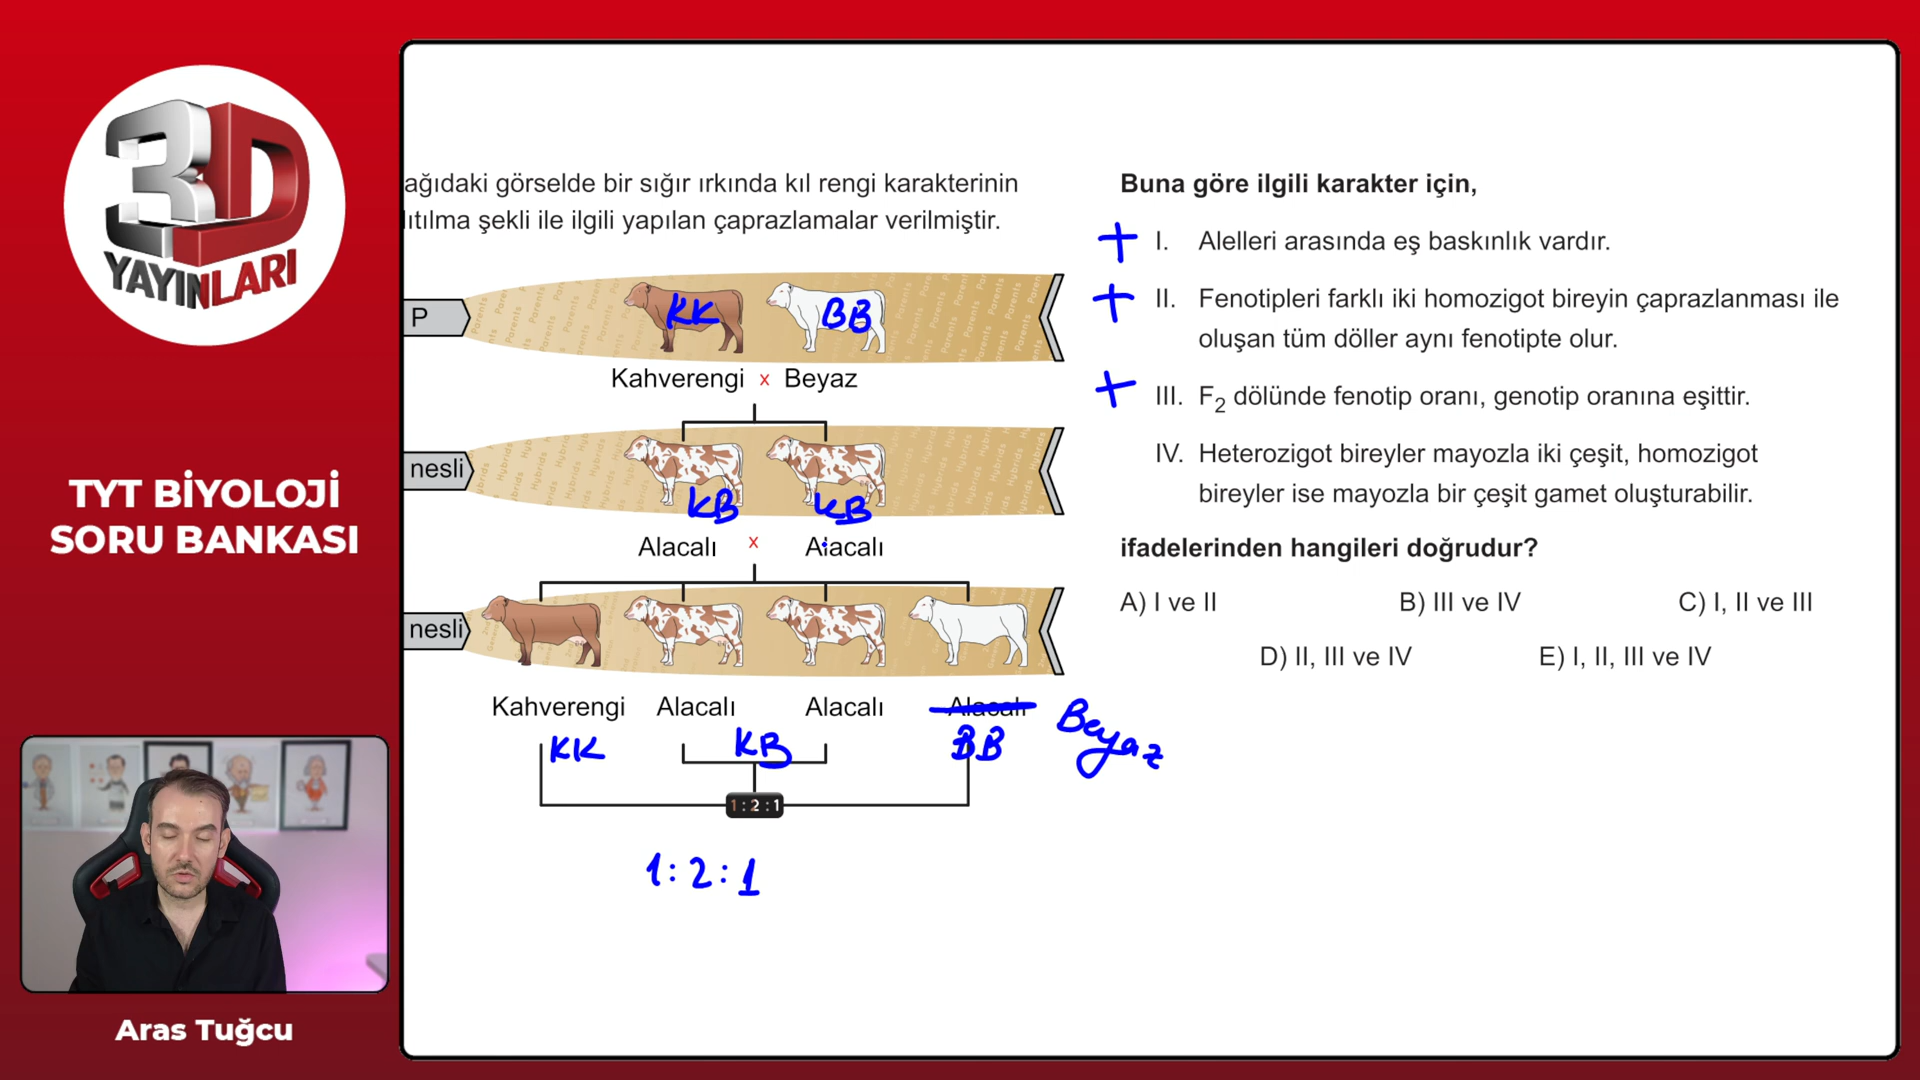 3D
YAYINLARI
TYT BİYOLOJİ
SORU BANKASI
Aras Tuğcu
ağıdaki görselde bir sığır ırkında kıl rengi karakterinin
lıtılma şekli ile ilgili yapılan çaprazlamalar verilmiştir.
P
KK
BB
Kahverengi x Beyaz
nesli
KB
KB
Alacalı x Alacalı
nesli
Kahverengi Alacalı Alacalı Alacalı Beyaz
KK KB BB
1:2:1
1:2:1
Buna göre ilgili karakter için,
+ I. Alelleri arasında eş baskınlık vardır.
+ II. Fenotipleri farklı iki homozigot bireyin çaprazlanması ile
oluşan tüm döller aynı fenotipte olur.
+ III. F2 dölünde fenotip oranı, genotip oranına eşittir.
IV. Heterozigot bireyler mayozla iki çeşit, homozigot
bireyler ise mayozla bir çeşit gamet oluşturabilir.
ifadelerinden hangileri doğrudur?
A) I ve II B) III ve IV C) I, II ve III
D) II, III ve IV E) I, II, III ve IV